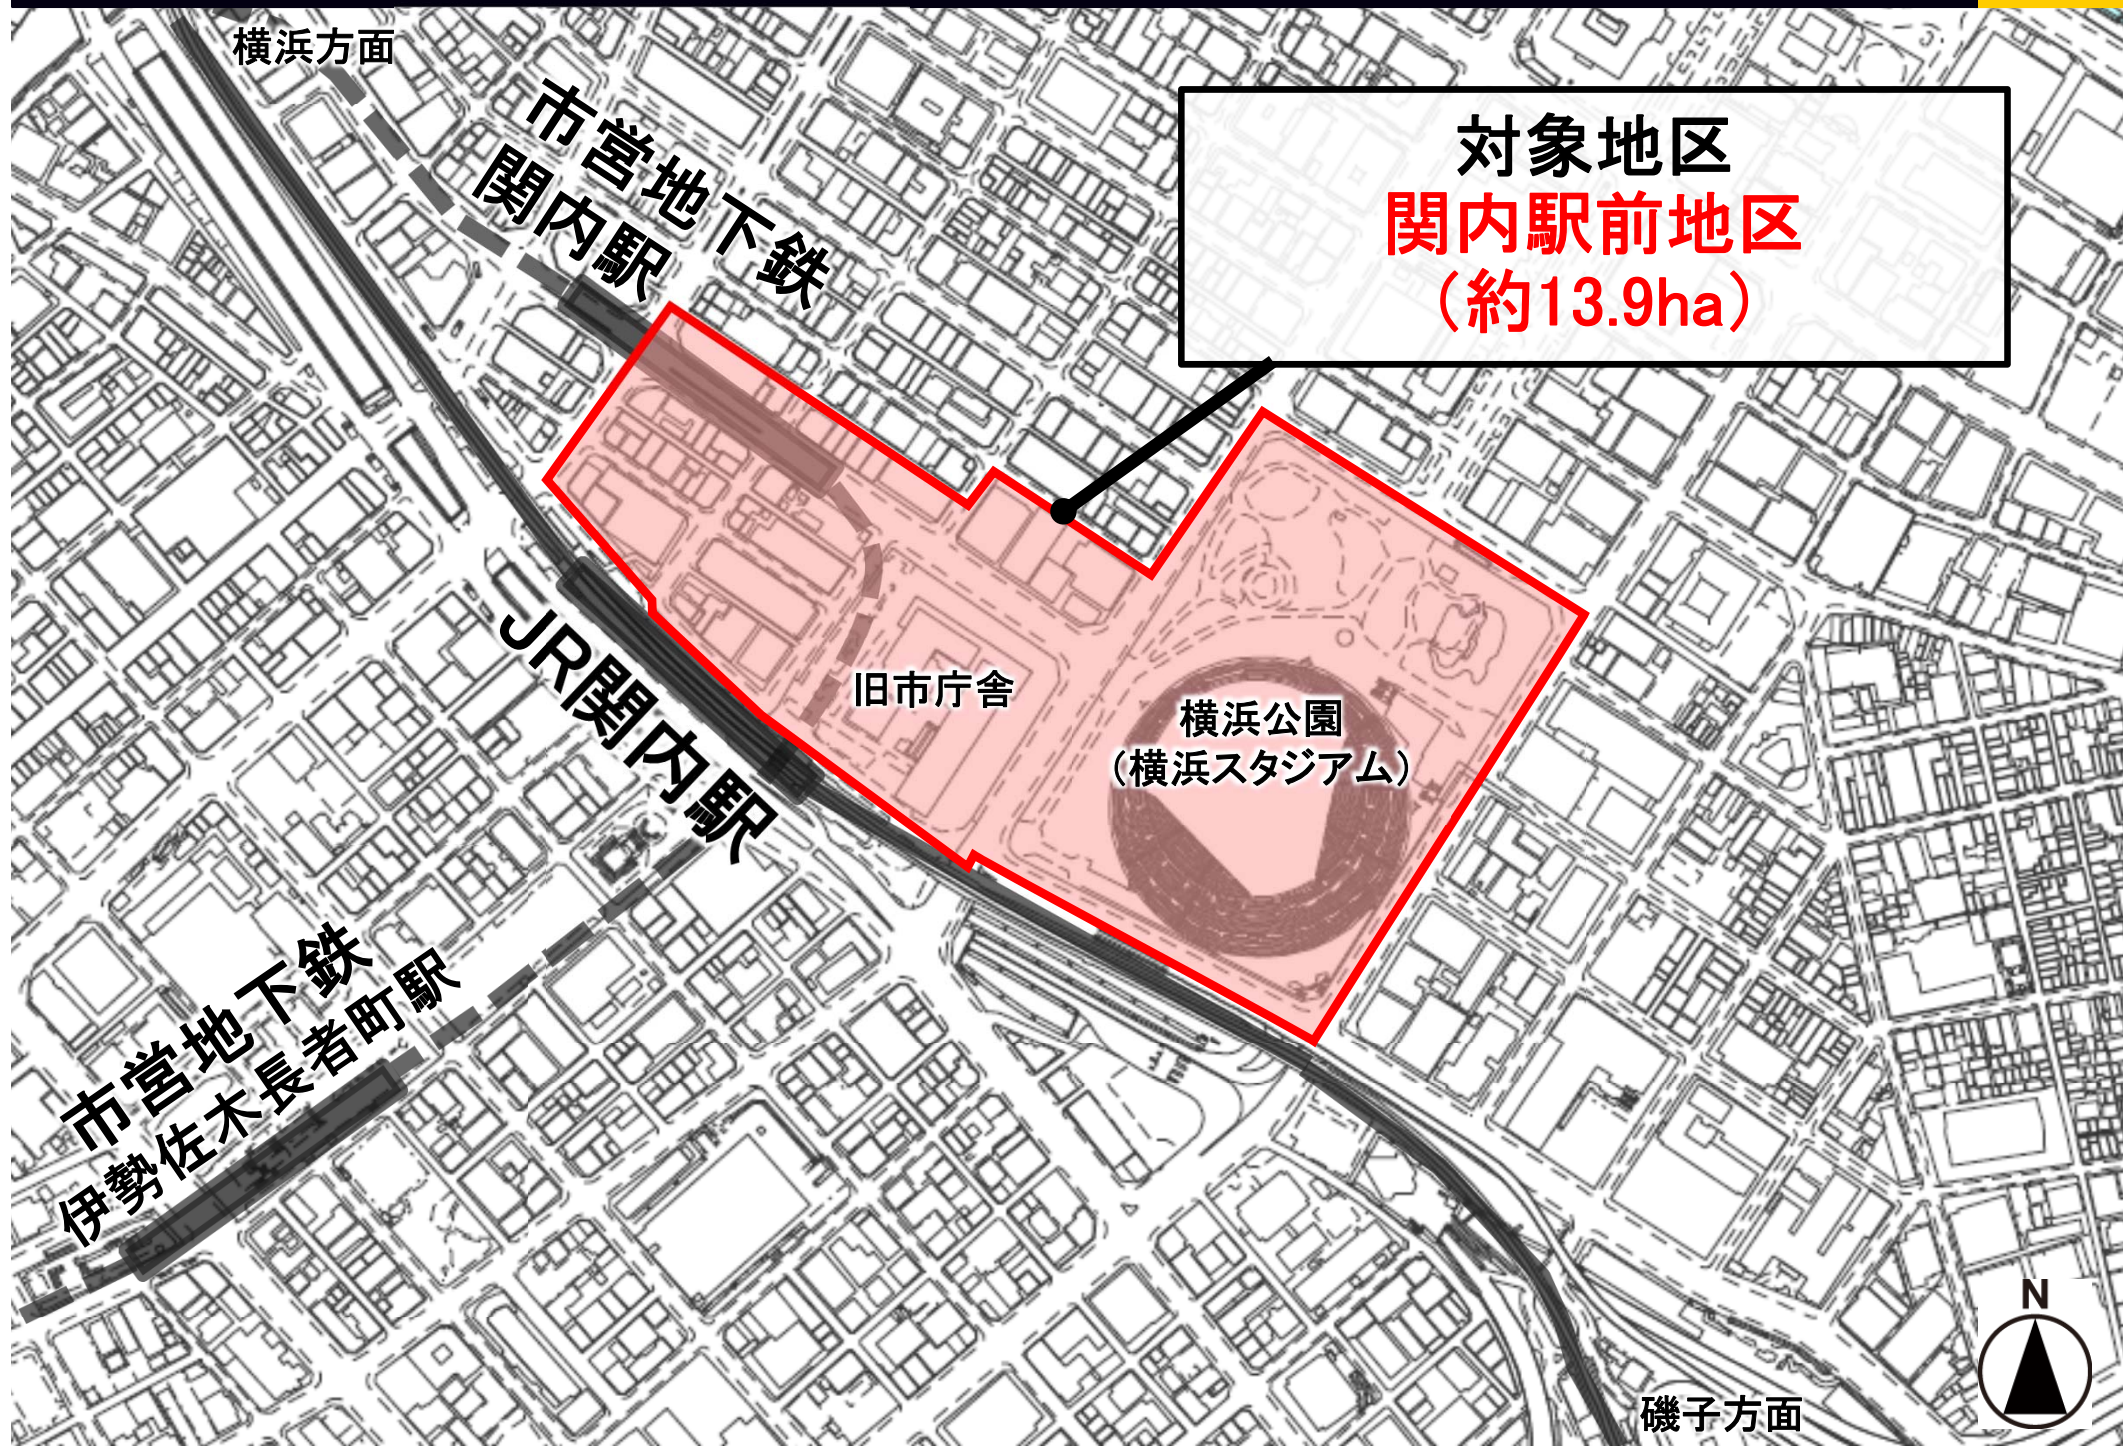 横浜方面
市営地下鉄
関内駅
対象地区
関内駅前地区
（約13.9ha）
JR関内駅
旧市庁舎
横浜公園
（横浜スタジアム）
市営地下鉄
伊勢佐木長者町駅
N
磯子方面